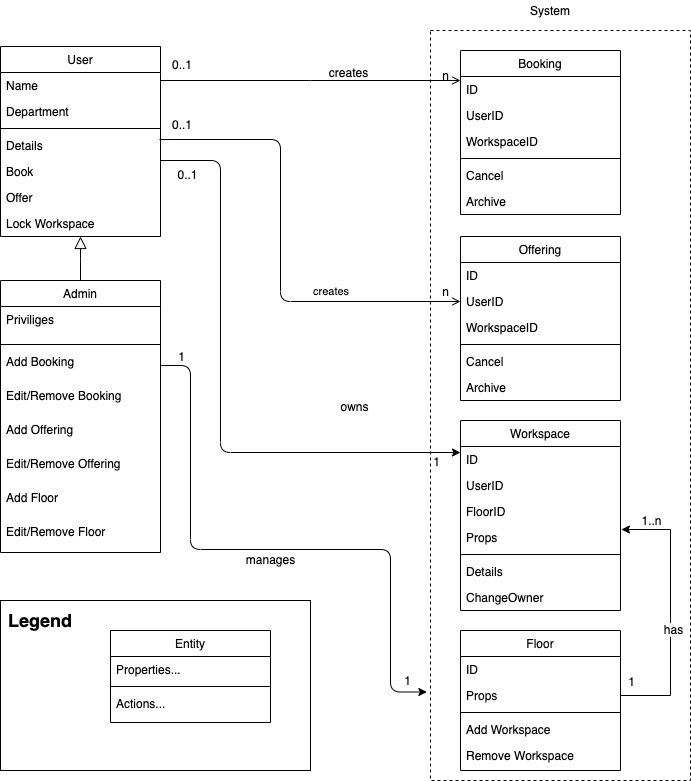 System
User
Name
Department
Details
Book
Offer
Lock Workspace
0..1
creates
n
0..1
creates
n
0..1
owns
1
Booking
ID
UserID
WorkspaceID
Cancel
Archive
Offering
ID
UserID
WorkspaceID
Cancel
Archive
Admin
Priviliges
Add Booking
Edit/Remove Booking
Add Offering
Edit/Remove Offering
Add Floor
Edit/Remove Floor
1
manages
1
Workspace
ID
UserID
FloorID
Props
Details
ChangeOwner
1..n
has
1
Floor
ID
Props
Add Workspace
Remove Workspace
Legend
Entity
Properties...
Actions...